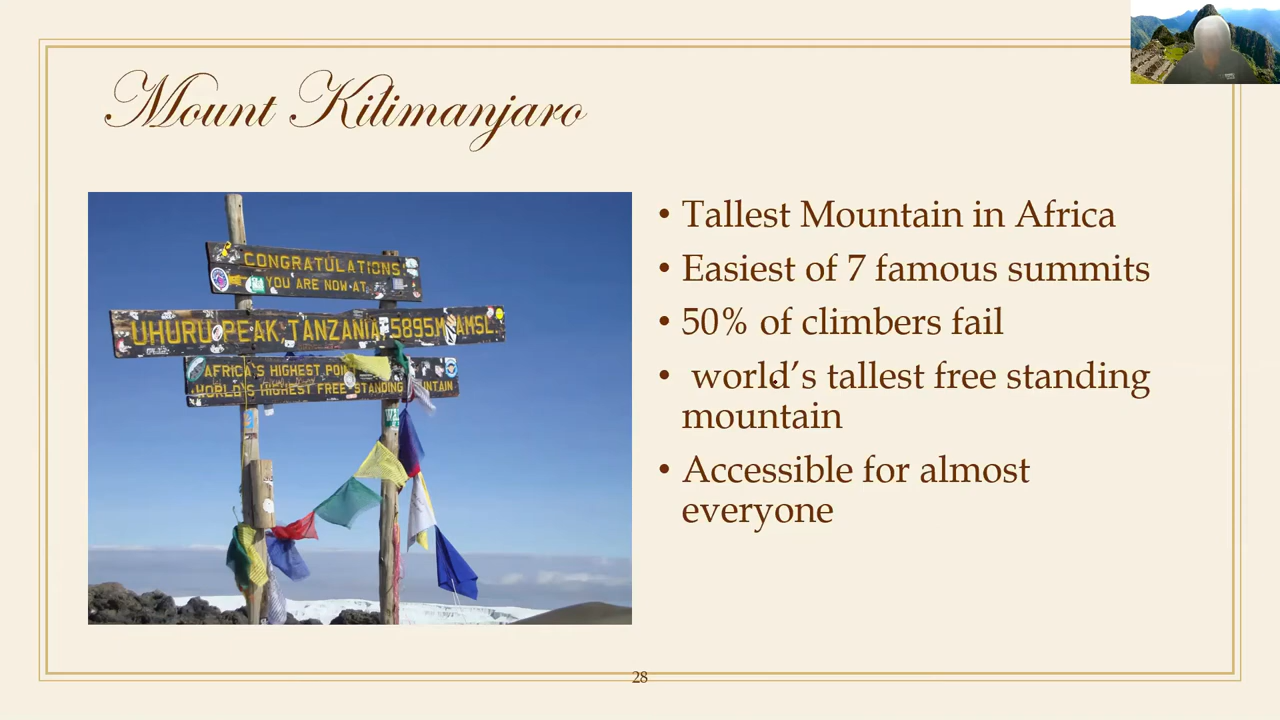 Mount Kilimanjaro
CONGRATULATIONS
YOU ARE NOW AT
UHURU PEAK, TANZANIA, 5895M AMSL.
AFRICA'S HIGHEST POINT
WORLD'S HIGHEST FREE STANDING MOUNTAIN
• Tallest Mountain in Africa
• Easiest of 7 famous summits
• 50% of climbers fail
• world’s tallest free standing
mountain
• Accessible for almost
everyone
28